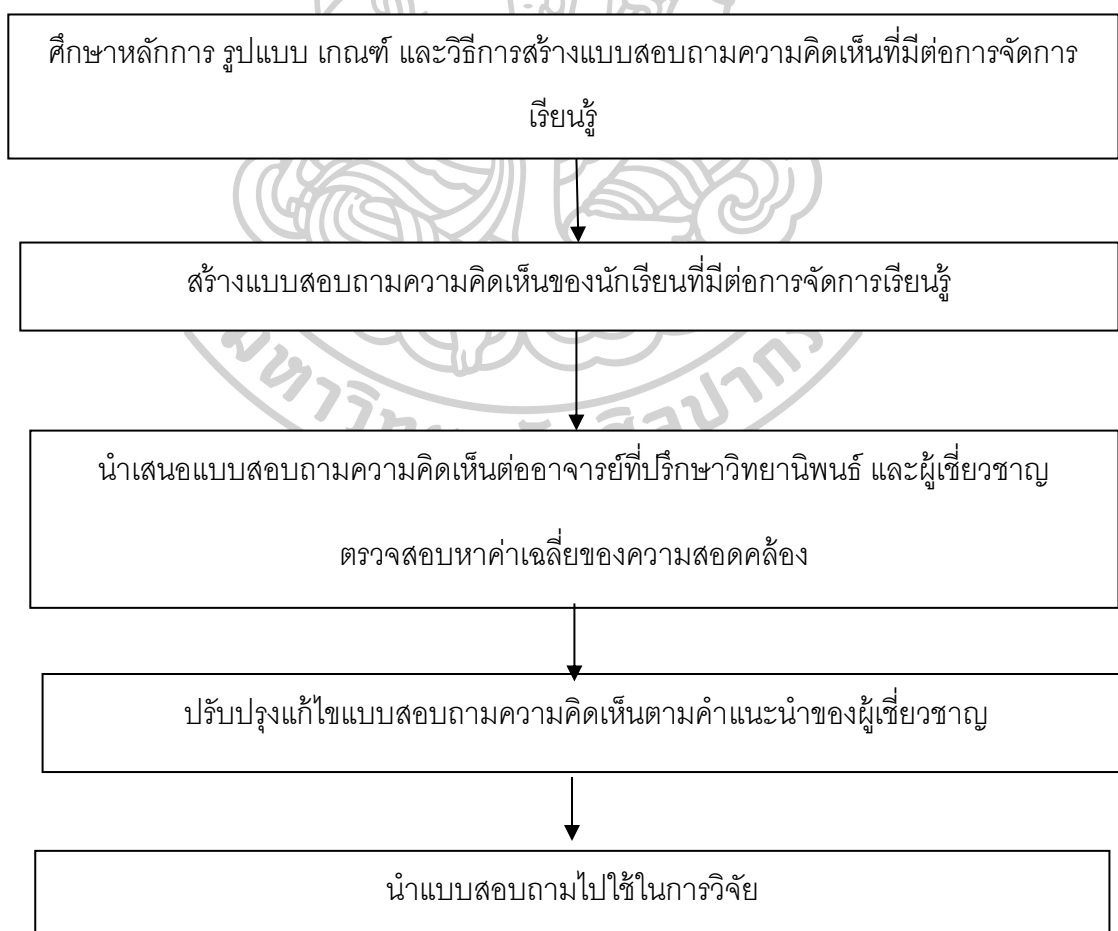 ศึกษาหลักการ รูปแบบ เกณฑ์ และวิธีการสร้างแบบสอบถามความคิดเห็นที่มีต่อการจัดการ
เรียนรู้
สร้างแบบสอบถามความคิดเห็นของนักเรียนที่มีต่อการจัดการเรียนรู้
นำเสนอแบบสอบถามความคิดเห็นต่ออาจารย์ที่ปรึกษาวิทยานิพนธ์ และผู้เชี่ยวชาญ
ตรวจสอบหาค่าเฉลี่ยของความสอดคล้อง
ปรับปรุงแก้ไขแบบสอบถามความคิดเห็นตามคำแนะนำของผู้เชี่ยวชาญ
นำแบบสอบถามไปใช้ในการวิจัย